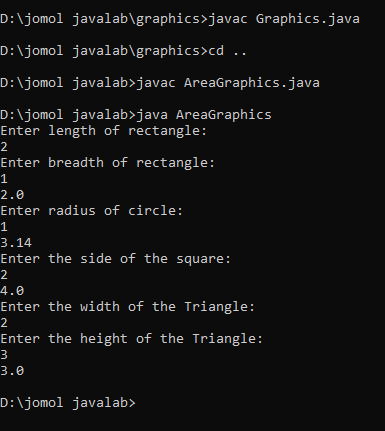 D:\jomol javalab\graphics>javac Graphics.java
D:\jomol javalab\graphics>cd ..
D:\jomol javalab>javac AreaGraphics.java
D:\jomol javalab>java AreaGraphics
Enter length of rectangle:
2
Enter breadth of rectangle:
1
2.0
Enter radius of circle:
1
3.14
Enter the side of the square:
2
4.0
Enter the width of the Triangle:
2
Enter the height of the Triangle:
3
3.0
D:\jomol javalab>